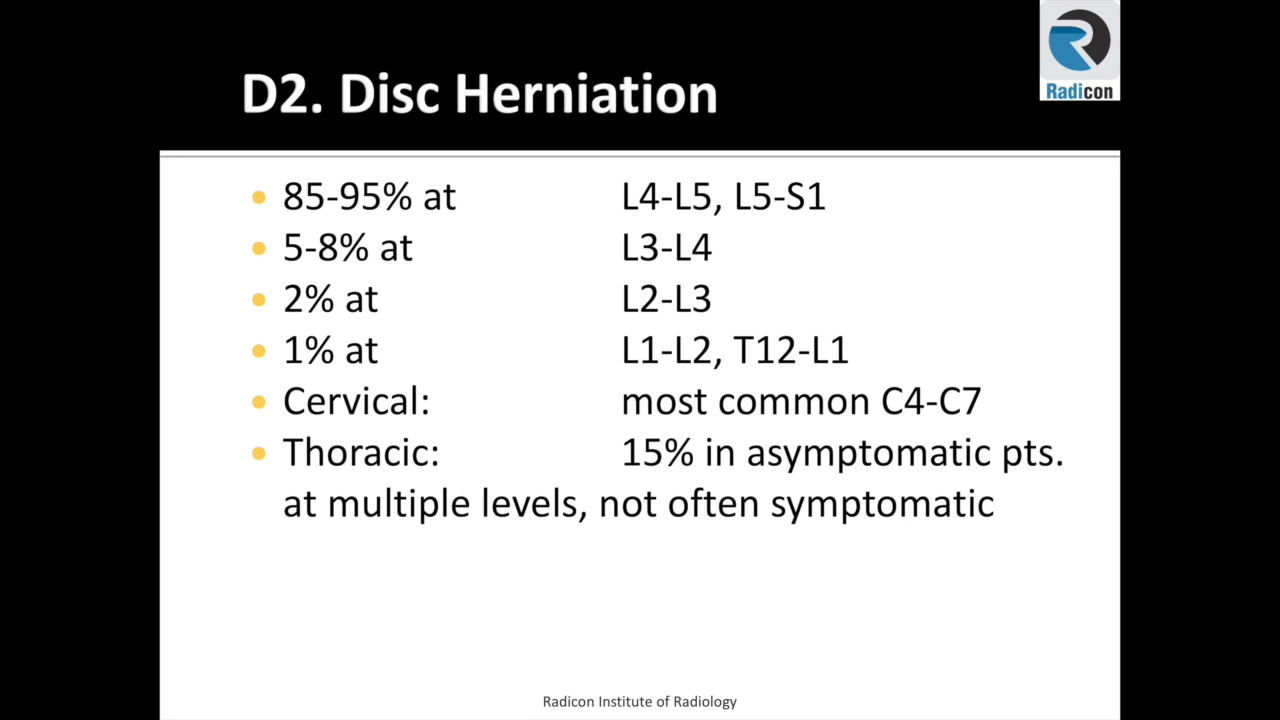 Radicon
D2. Disc Herniation
85-95% at L4-L5, L5-S1
5-8% at L3-L4
2% at L2-L3
1% at L1-L2, T12-L1
Cervical: most common C4-C7
Thoracic: 15% in asymptomatic pts.
at multiple levels, not often symptomatic
Radicon Institute of Radiology